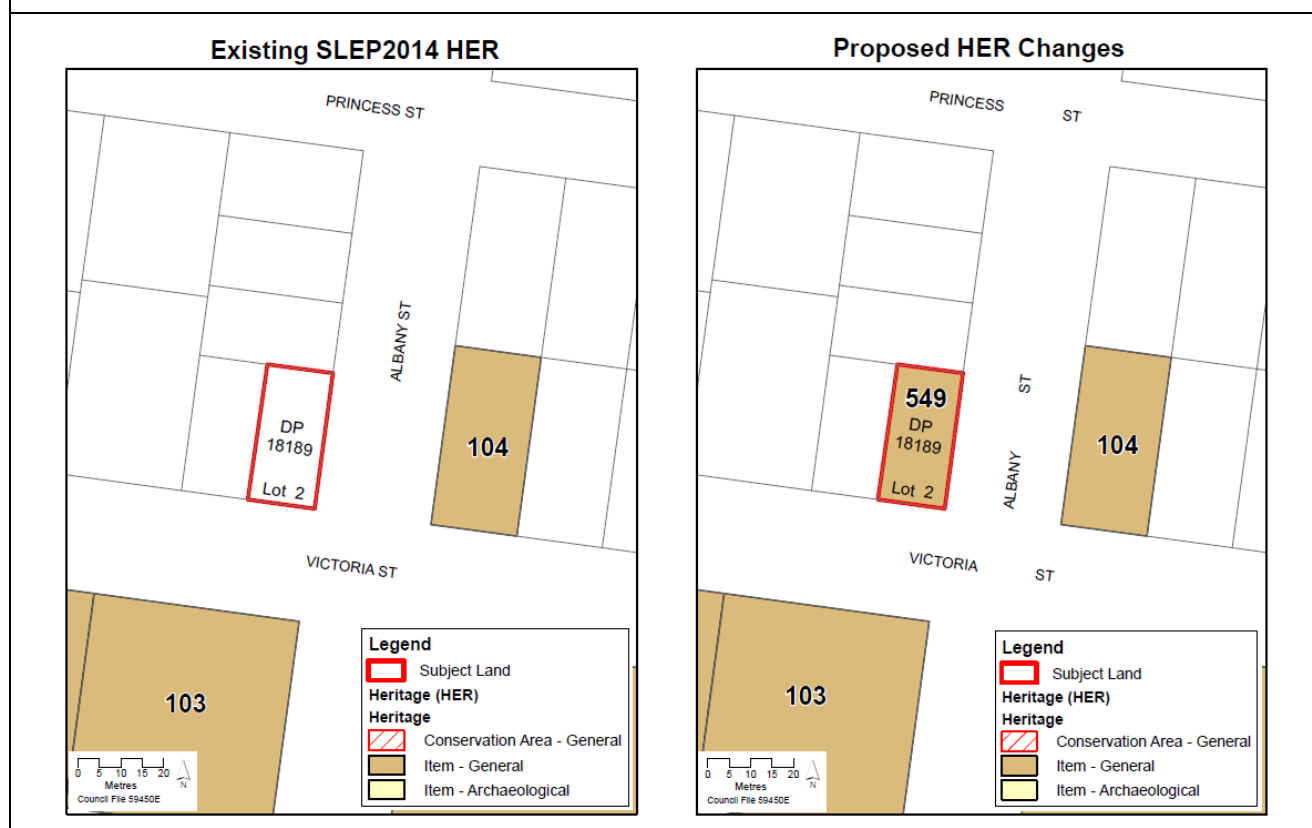 Existing SLEP2014 HER
PRINCESS ST
ALBANY ST
DP
18189
Lot 2
104
VICTORIA ST
103
Legend
Subject Land
Heritage (HER)
Heritage
Conservation Area - General
Item - General
Item - Archaeological
0 5 10 15 20
Metres
Council File 59450E
N
Proposed HER Changes
PRINCESS ST
ALBANY ST
549
DP
18189
Lot 2
104
VICTORIA ST
103
Legend
Subject Land
Heritage (HER)
Heritage
Conservation Area - General
Item - General
Item - Archaeological
0 5 10 15 20
Metres
Council File 59450E
N